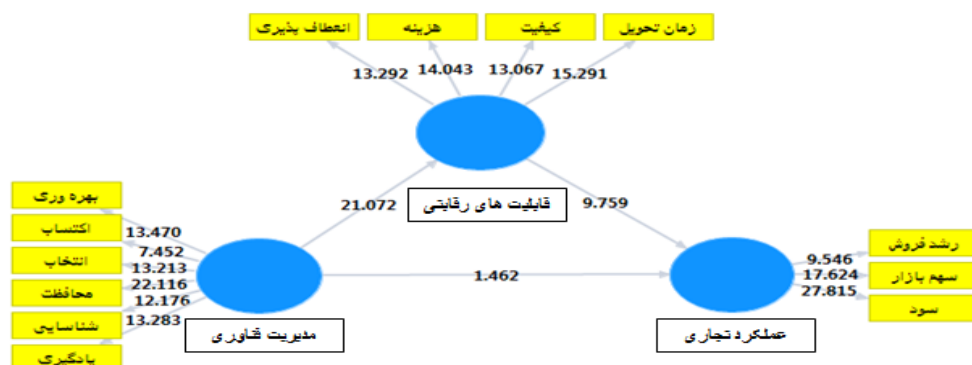 زمان تحویل
کیفیت
هزینه
انعطاف پذیری
13.292
14.043
13.067
15.291
قابلیت های رقابتی
21.072
9.759
بهره وری
اکتساب
انتخاب
محافظت
شناسایی
یادگیری
13.470
7.452
13.213
22.116
12.176
13.283
مدیریت فناوری
1.462
رشد فروش
سهم بازار
سود
9.546
17.624
27.815
عملکرد تجاری